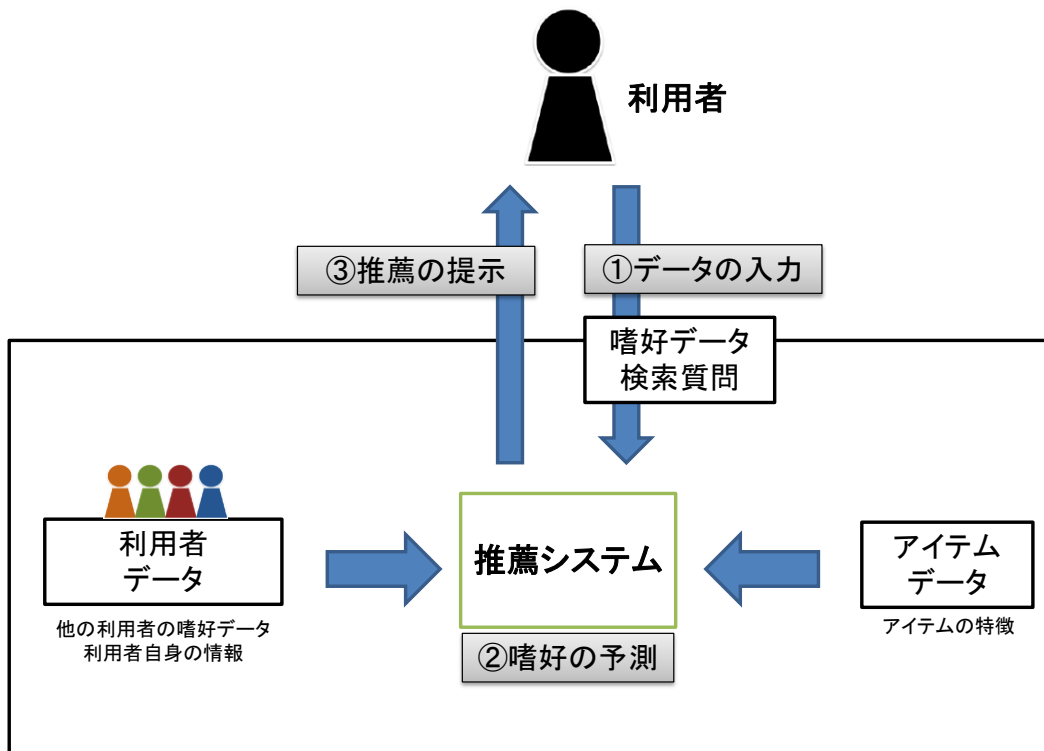 利用者
③推薦の提示
①データの入力
嗜好データ
検索質問
利用者
データ
他の利用者の嗜好データ
利用者自身の情報
推薦システム
②嗜好の予測
アイテム
データ
アイテムの特徴